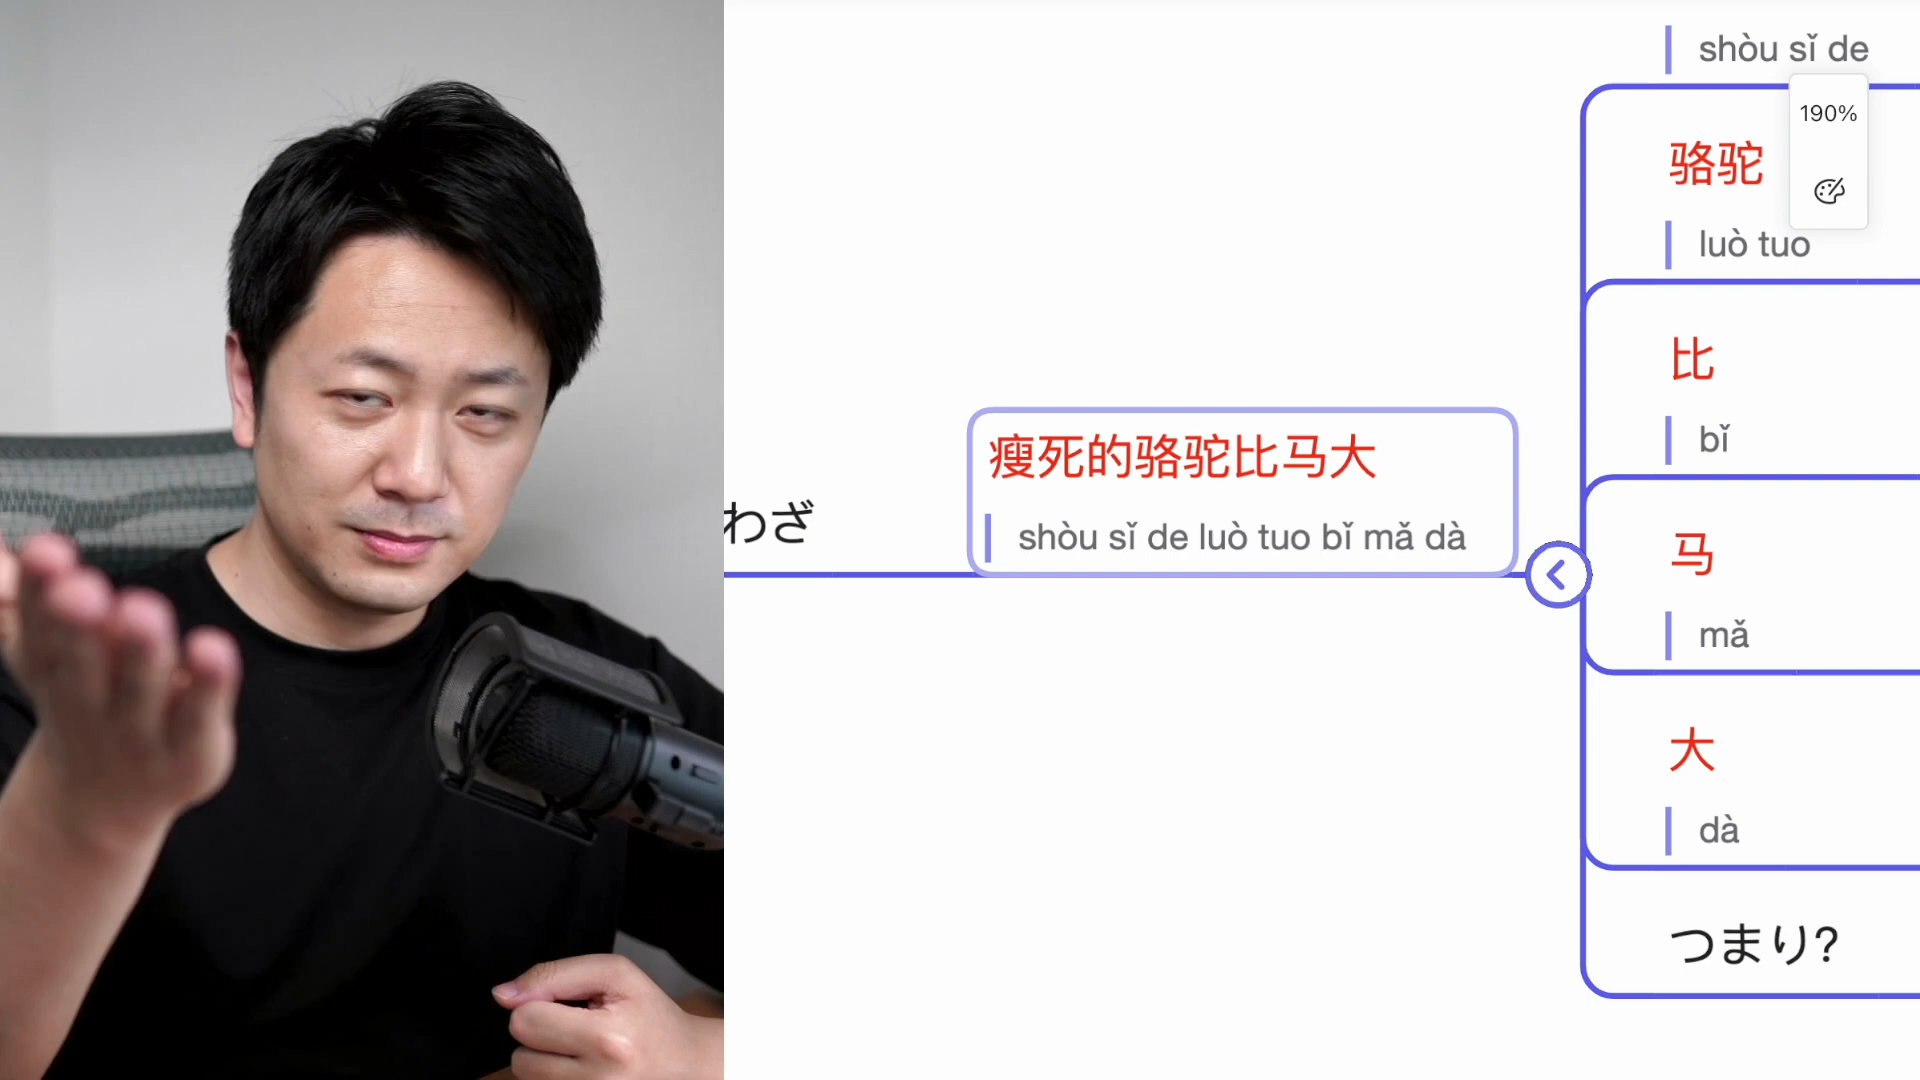 わざ
瘦死的骆驼比马大
shòu sǐ de luò tuo bǐ mǎ dà
shòu sǐ de
190%
骆驼
luò tuo
比
bǐ
马
mǎ
大
dà
つまり?